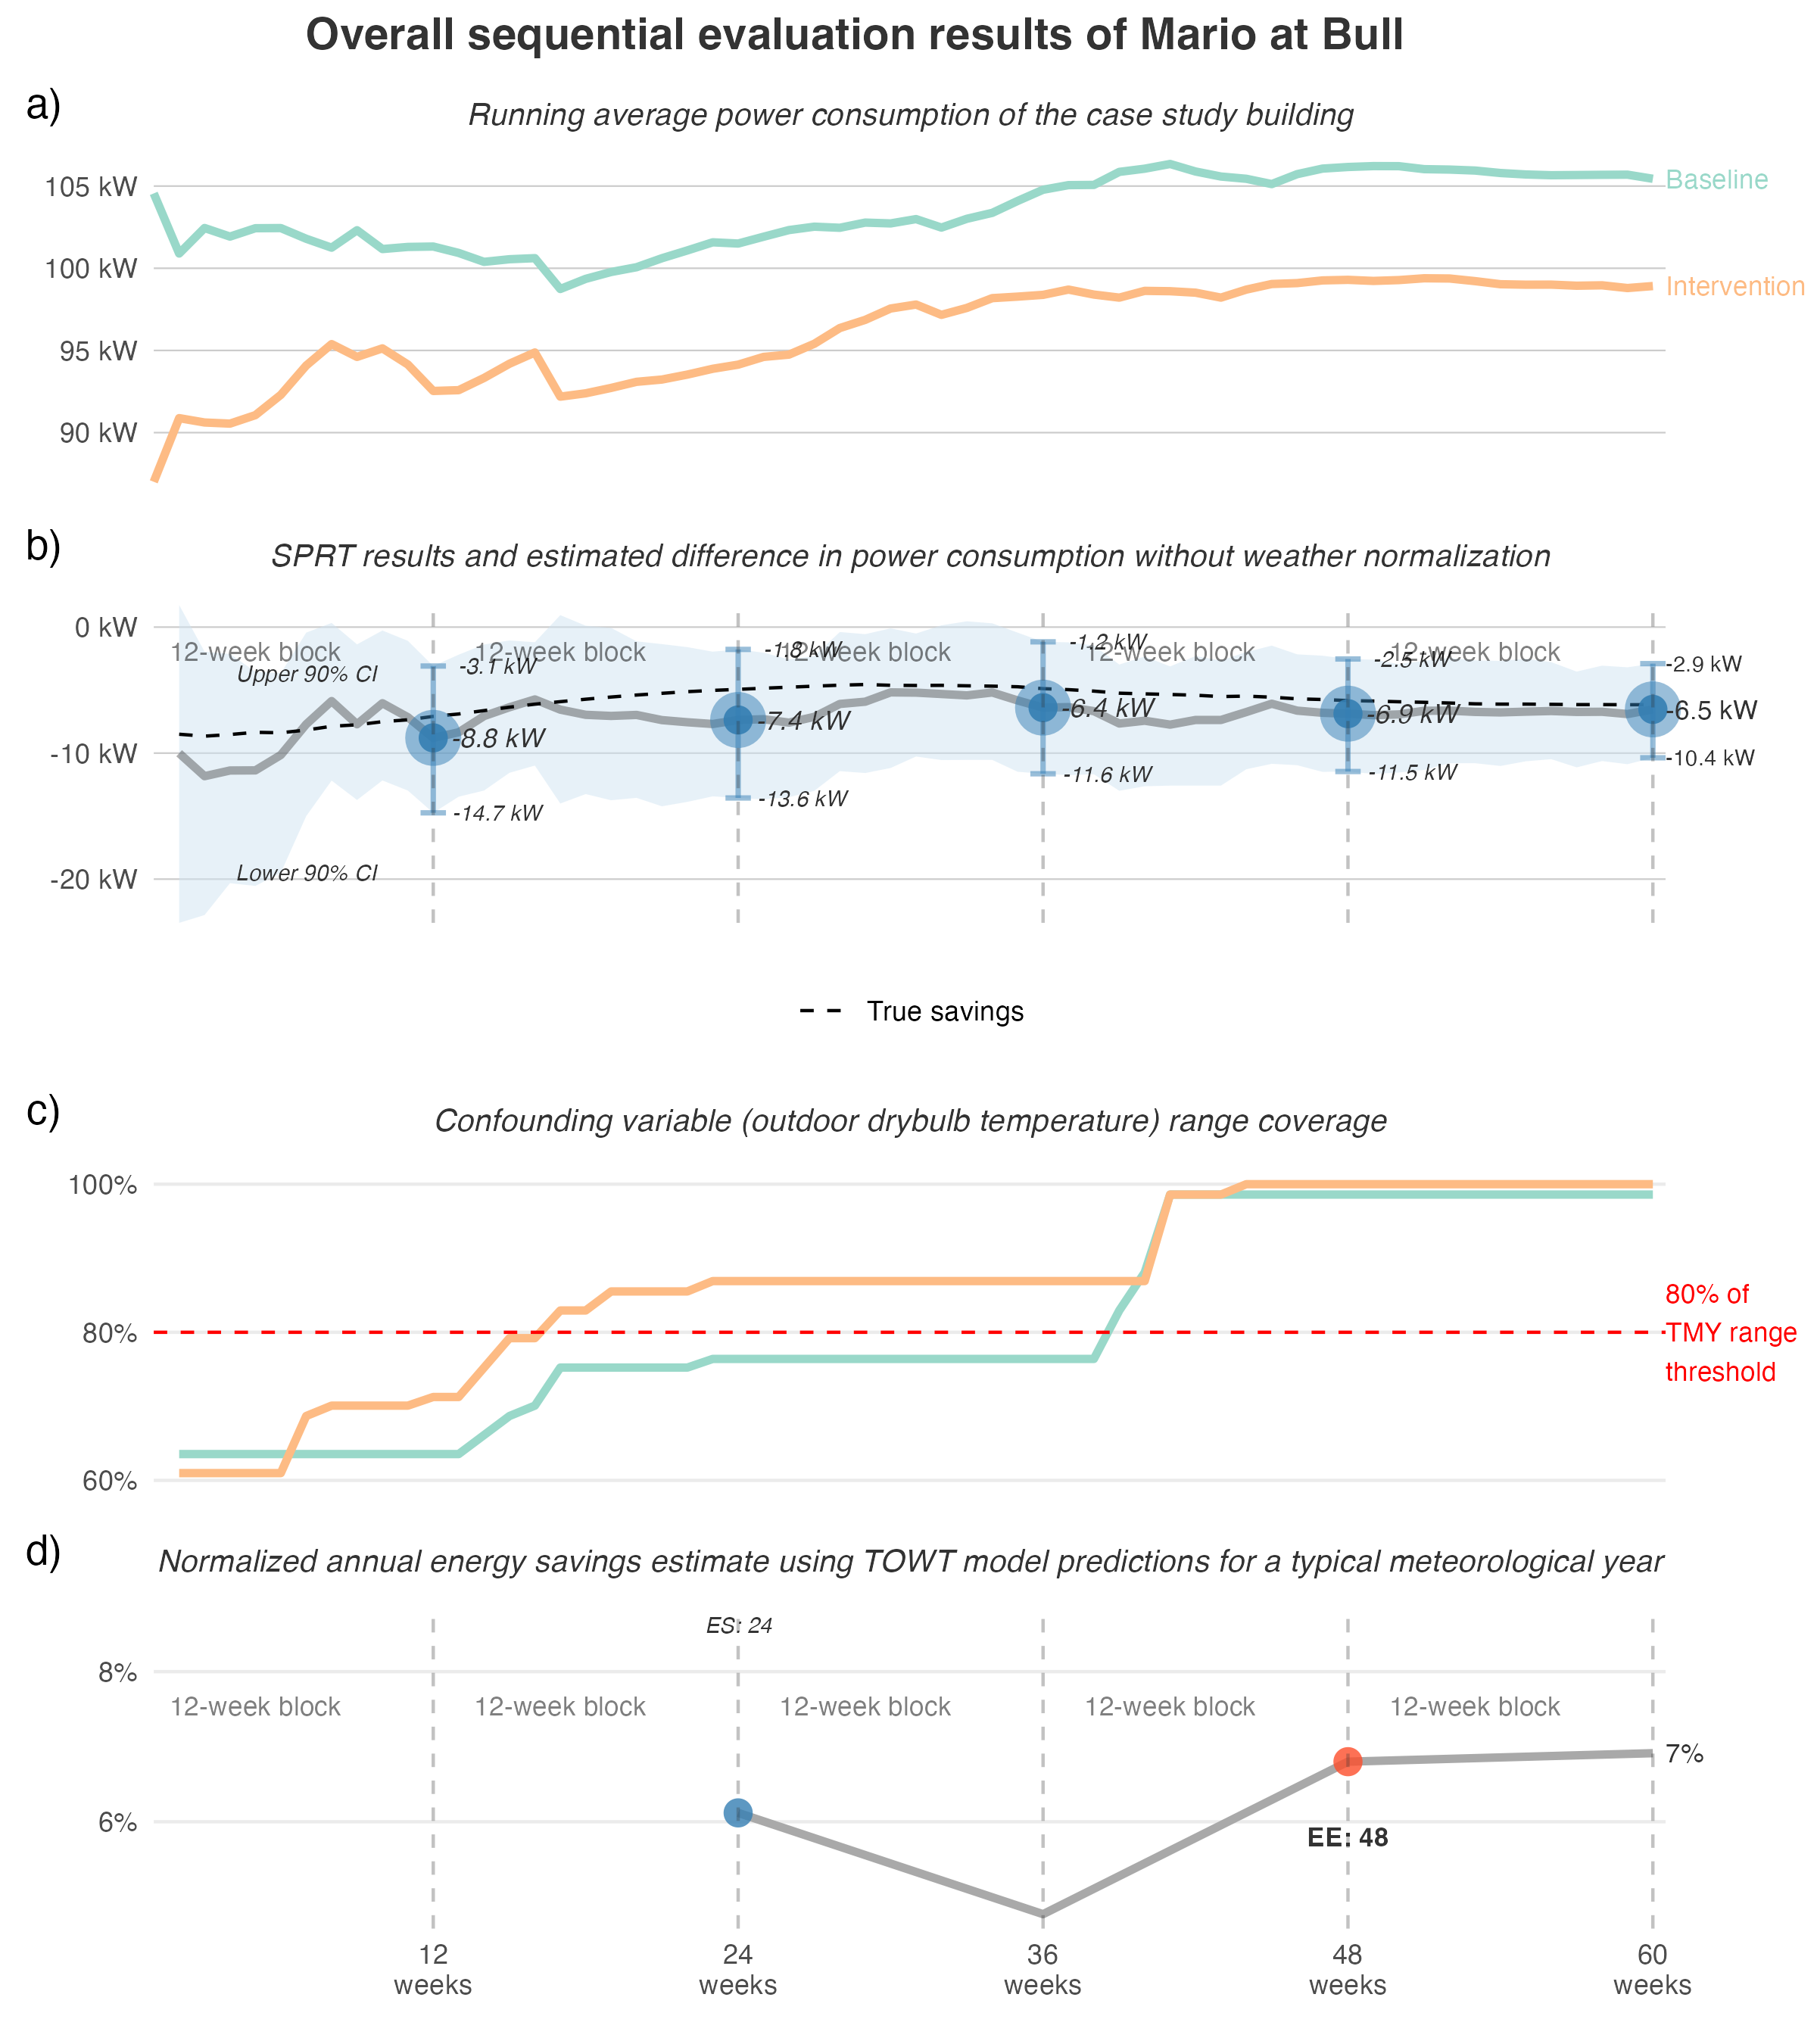 Overall sequential evaluation results of Mario at Bull
a)
Running average power consumption of the case study building
105 kW
100 kW
95 kW
90 kW
Baseline
Intervention
b)
SPRT results and estimated difference in power consumption without weather normalization
0 kW
-10 kW
-20 kW
12-week block
12-week block
12-week block
12-week block
12-week block
Upper 90% CI
Lower 90% CI
-3.1 kW
-8.8 kW
-14.7 kW
-1.8 kW
-7.4 kW
-13.6 kW
-1.2 kW
-6.4 kW
-11.6 kW
-2.5 kW
-6.9 kW
-11.5 kW
-2.9 kW
-6.5 kW
-10.4 kW
True savings
c)
Confounding variable (outdoor drybulb temperature) range coverage
100%
80%
60%
80% of
TMY range
threshold
d)
Normalized annual energy savings estimate using TOWT model predictions for a typical meteorological year
ES: 24
8%
6%
12-week block
12-week block
12-week block
12-week block
12-week block
7%
EE: 48
12
weeks
24
weeks
36
weeks
48
weeks
60
weeks